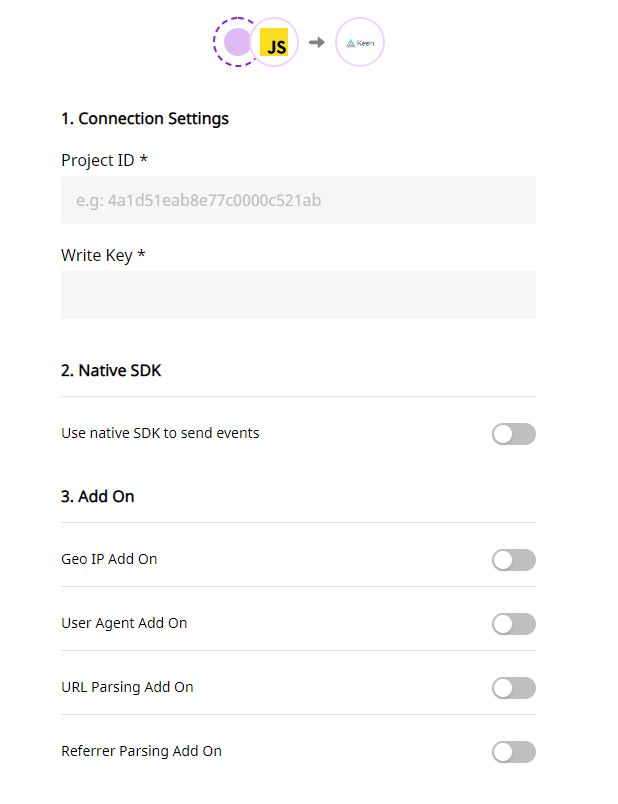 JS
Keen
1. Connection Settings
Project ID *
e.g: 4a1d51eab8e77c0000c521ab
Write Key *
2. Native SDK
Use native SDK to send events
3. Add On
Geo IP Add On
User Agent Add On
URL Parsing Add On
Referrer Parsing Add On